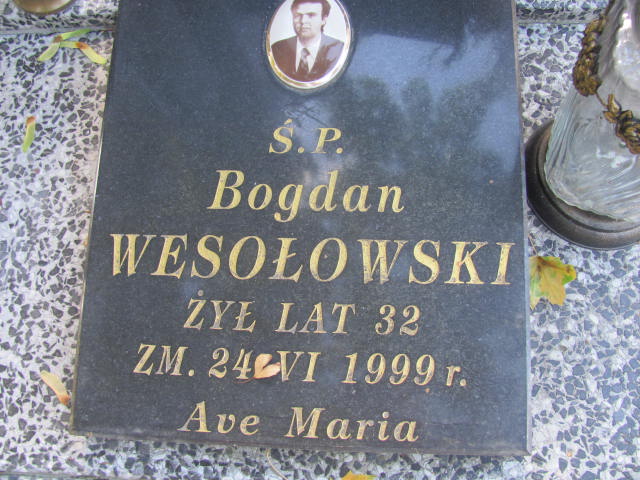 Ś.P.
Bogdan
WESOŁOWSKI
ŻYŁ LAT 32
ZM. 24 VI 1999 r.
Ave Maria